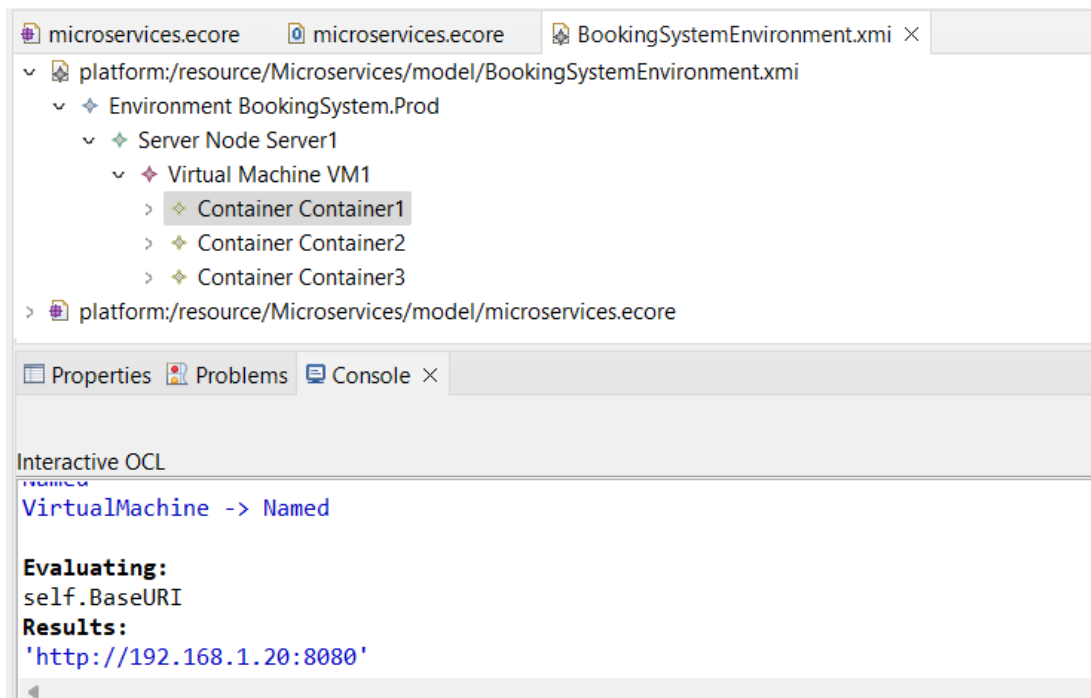 microservices.ecore microservices.ecore BookingSystemEnvironment.xmi
platform:/resource/Microservices/model/BookingSystemEnvironment.xmi
Environment BookingSystem.Prod
Server Node Server1
Virtual Machine VM1
Container Container1
Container Container2
Container Container3
platform:/resource/Microservices/model/microservices.ecore
Properties Problems Console
Interactive OCL
Named
VirtualMachine -> Named
Evaluating:
self.BaseURI
Results:
'http://192.168.1.20:8080'